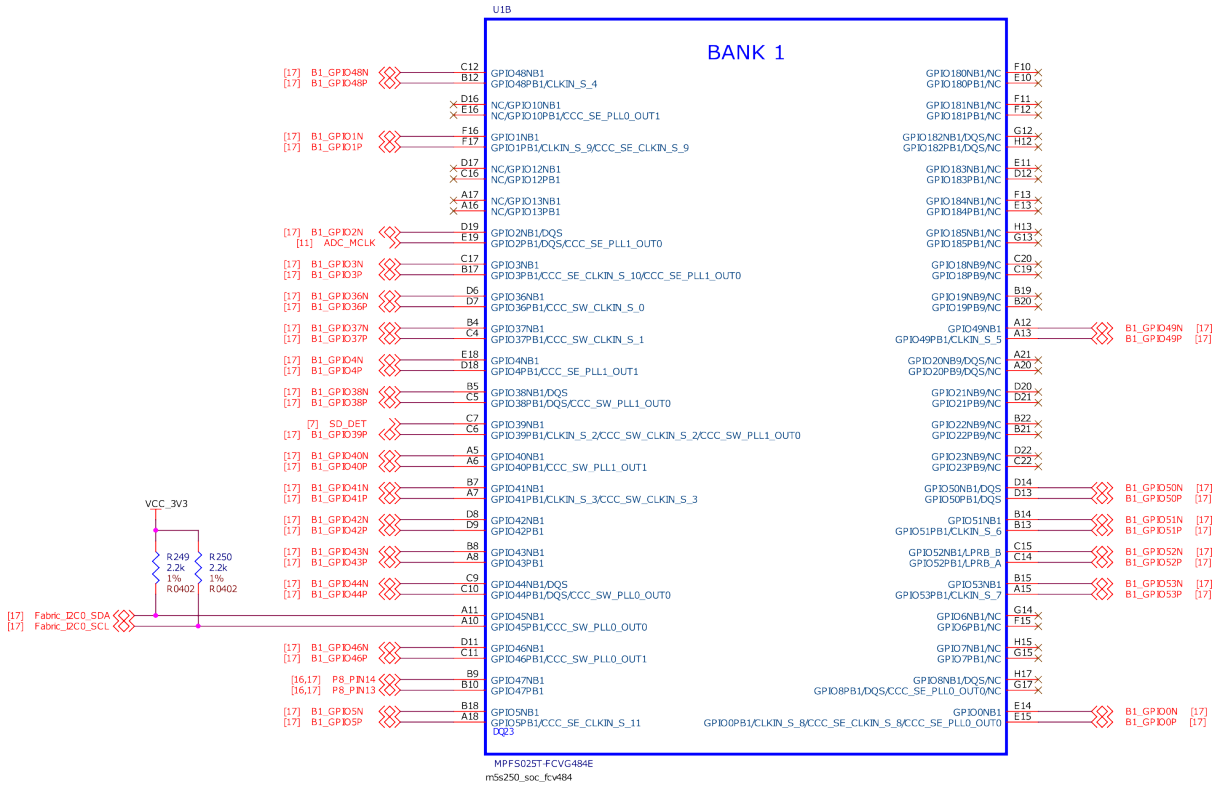 U1B
BANK 1
[17] B1_GPIO48N C12 GPIO48NB1 GPIO180NB1/NC F10
[17] B1_GPIO48P B12 GPIO48PB1/CLKIN_S_4 GPIO180PB1/NC E10
D16 NC/GPIO10NB1 GPIO181NB1/NC F11
E16 NC/GPIO10PB1/CCC_SE_PLL0_OUT1 GPIO181PB1/NC F12
[17] B1_GPIO1N F16 GPIO1NB1 GPIO182NB1/DQS/NC G12
[17] B1_GPIO1P F17 GPIO1PB1/CLKIN_S_9/CCC_SE_CLKIN_S_9 GPIO182PB1/DQS/NC H12
D17 NC/GPIO12NB1 GPIO183NB1/NC E11
C16 NC/GPIO12PB1 GPIO183PB1/NC D12
A17 NC/GPIO13NB1 GPIO184NB1/NC F13
A16 NC/GPIO13PB1 GPIO184PB1/NC E13
[17] B1_GPIO2N D19 GPIO2NB1/DQS GPIO185NB1/NC H13
[11] ADC_MCLK E19 GPIO2PB1/DQS/CCC_SE_PLL1_OUT0 GPIO185PB1/NC G13
[17] B1_GPIO3N C17 GPIO3NB1 GPIO18NB9/NC C20
[17] B1_GPIO3P B17 GPIO3PB1/CCC_SE_CLKIN_S_10/CCC_SE_PLL1_OUT0 GPIO18PB9/NC C19
[17] B1_GPIO36N D6 GPIO36NB1 GPIO19NB9/NC B19
[17] B1_GPIO36P D7 GPIO36PB1/CCC_SW_CLKIN_S_0 GPIO19PB9/NC B20
[17] B1_GPIO37N B4 GPIO37NB1 GPIO49NB1 A12 B1_GPIO49N [17]
[17] B1_GPIO37P C4 GPIO37PB1/CCC_SW_CLKIN_S_1 GPIO49PB1/CLKIN_S_5 A13 B1_GPIO49P [17]
[17] B1_GPIO4N E18 GPIO4NB1 GPIO20NB9/DQS/NC A21
[17] B1_GPIO4P D18 GPIO4PB1/CCC_SE_PLL1_OUT1 GPIO20PB9/DQS/NC A20
[17] B1_GPIO38N B5 GPIO38NB1/DQS GPIO21NB9/NC D20
[17] B1_GPIO38P C5 GPIO38PB1/DQS/CCC_SW_PLL1_OUT0 GPIO21PB9/NC D21
[7] SD_DET C7 GPIO39NB1 GPIO22NB9/NC B22
[17] B1_GPIO39P C6 GPIO39PB1/CLKIN_S_2/CCC_SW_CLKIN_S_2/CCC_SW_PLL1_OUT0 GPIO22PB9/NC B21
[17] B1_GPIO40N A5 GPIO40NB1 GPIO23NB9/NC D22
[17] B1_GPIO40P A6 GPIO40PB1/CCC_SW_PLL1_OUT1 GPIO23PB9/NC C22
[17] B1_GPIO41N B7 GPIO41NB1 GPIO50NB1/DQS D14 B1_GPIO50N [17]
[17] B1_GPIO41P A7 GPIO41PB1/CLKIN_S_3/CCC_SW_CLKIN_S_3 GPIO50PB1/DQS D13 B1_GPIO50P [17]
VCC_3V3
[17] B1_GPIO42N D8 GPIO42NB1 GPIO51NB1 B14 B1_GPIO51N [17]
[17] B1_GPIO42P D9 GPIO42PB1 GPIO51PB1/CLKIN_S_6 B13 B1_GPIO51P [17]
[17] B1_GPIO43N B8 GPIO43NB1 GPIO52NB1/LPRB_B C15 B1_GPIO52N [17]
[17] B1_GPIO43P A8 GPIO43PB1 GPIO52PB1/LPRB_A C14 B1_GPIO52P [17]
R249 R250
2.2k 2.2k
1% 1%
R0402 R0402
[17] B1_GPIO44N C9 GPIO44NB1/DQS GPIO53NB1 B15 B1_GPIO53N [17]
[17] B1_GPIO44P C10 GPIO44PB1/DQS/CCC_SW_PLL0_OUT0 GPIO53PB1/CLKIN_S_7 A15 B1_GPIO53P [17]
[17] Fabric_I2C0_SDA A11 GPIO45NB1 GPIO6NB1/NC G14
[17] Fabric_I2C0_SCL A10 GPIO45PB1/CCC_SW_PLL0_OUT0 GPIO6PB1/NC F15
[17] B1_GPIO46N D11 GPIO46NB1 GPIO7NB1/NC H15
[17] B1_GPIO46P C11 GPIO46PB1/CCC_SW_PLL0_OUT1 GPIO7PB1/NC G15
[16,17] P8_PIN14 B9 GPIO47NB1 GPIO8NB1/DQS/NC H17
[16,17] P8_PIN13 B10 GPIO47PB1 GPIO8PB1/DQS/CCC_SE_PLL0_OUT0/NC G17
[17] B1_GPIO5N B18 GPIO5NB1 GPIO0NB1 E14 B1_GPIO0N [17]
[17] B1_GPIO5P A18 GPIO5PB1/CCC_SE_CLKIN_S_11 GPIO0PB1/CLKIN_S_8/CCC_SE_CLKIN_S_8/CCC_SE_PLL0_OUT0 E15 B1_GPIO0P [17]
DQ23
MPFS025T-FCVG484E
m5s250_soc_fcv484